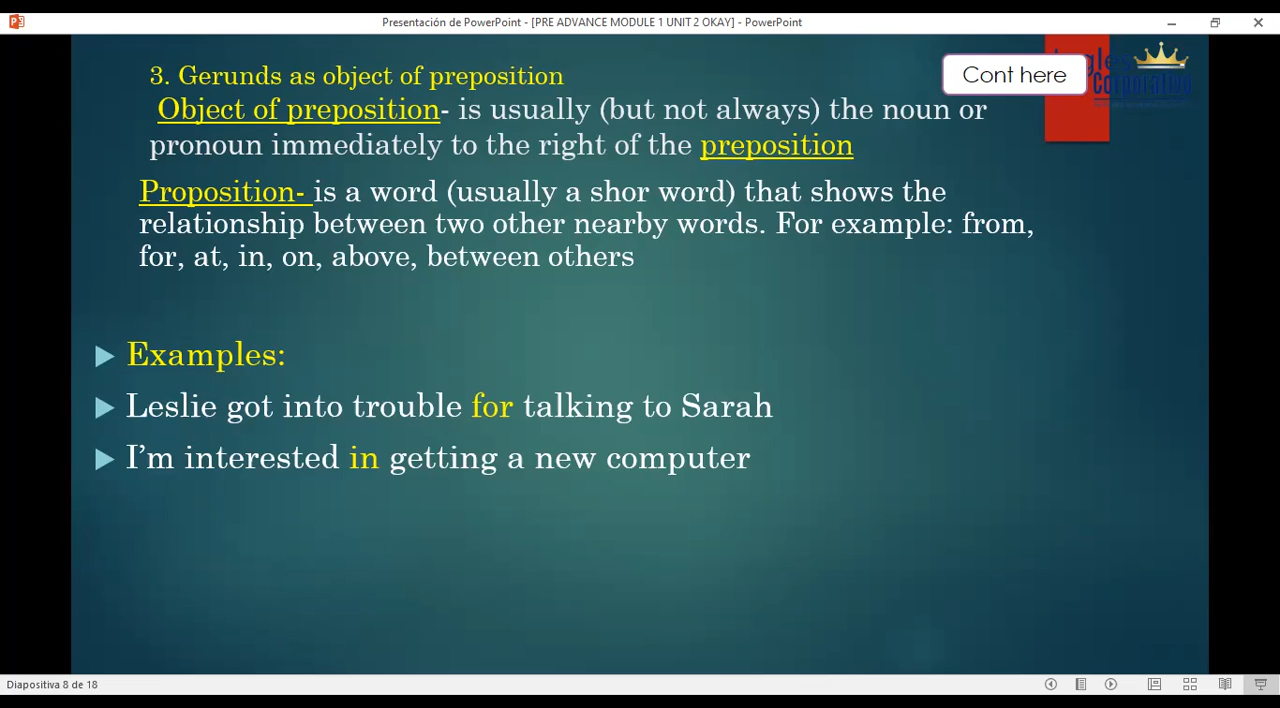 Presentación de PowerPoint - [PRE ADVANCE MODULE 1 UNIT 2 OKAY] - PowerPoint
3. Gerunds as object of preposition
Cont here
Object of preposition- is usually (but not always) the noun or
pronoun immediately to the right of the preposition
Corporativo
Proposition- is a word (usually a shor word) that shows the
relationship between two other nearby words. For example: from,
for, at, in, on, above, between others
Examples:
Leslie got into trouble for talking to Sarah
I'm interested in getting a new computer
Diapositiva 8 de 18